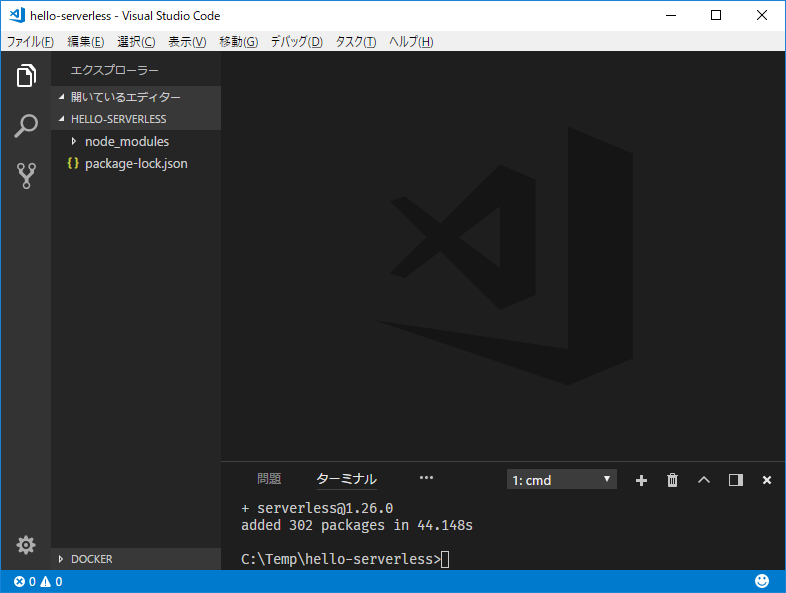 hello-serverless - Visual Studio Code
ファイル(F) 編集(E) 選択(C) 表示(V) 移動(G) デバッグ(D) タスク(T) ヘルプ(H)
エクスプローラー
開いているエディター
HELLO-SERVERLESS
node_modules
{} package-lock.json
問題 ターミナル ··· 1: cmd
+ serverless@1.26.0
added 302 packages in 44.148s
C:\Temp\hello-serverless>
DOCKER
0 0